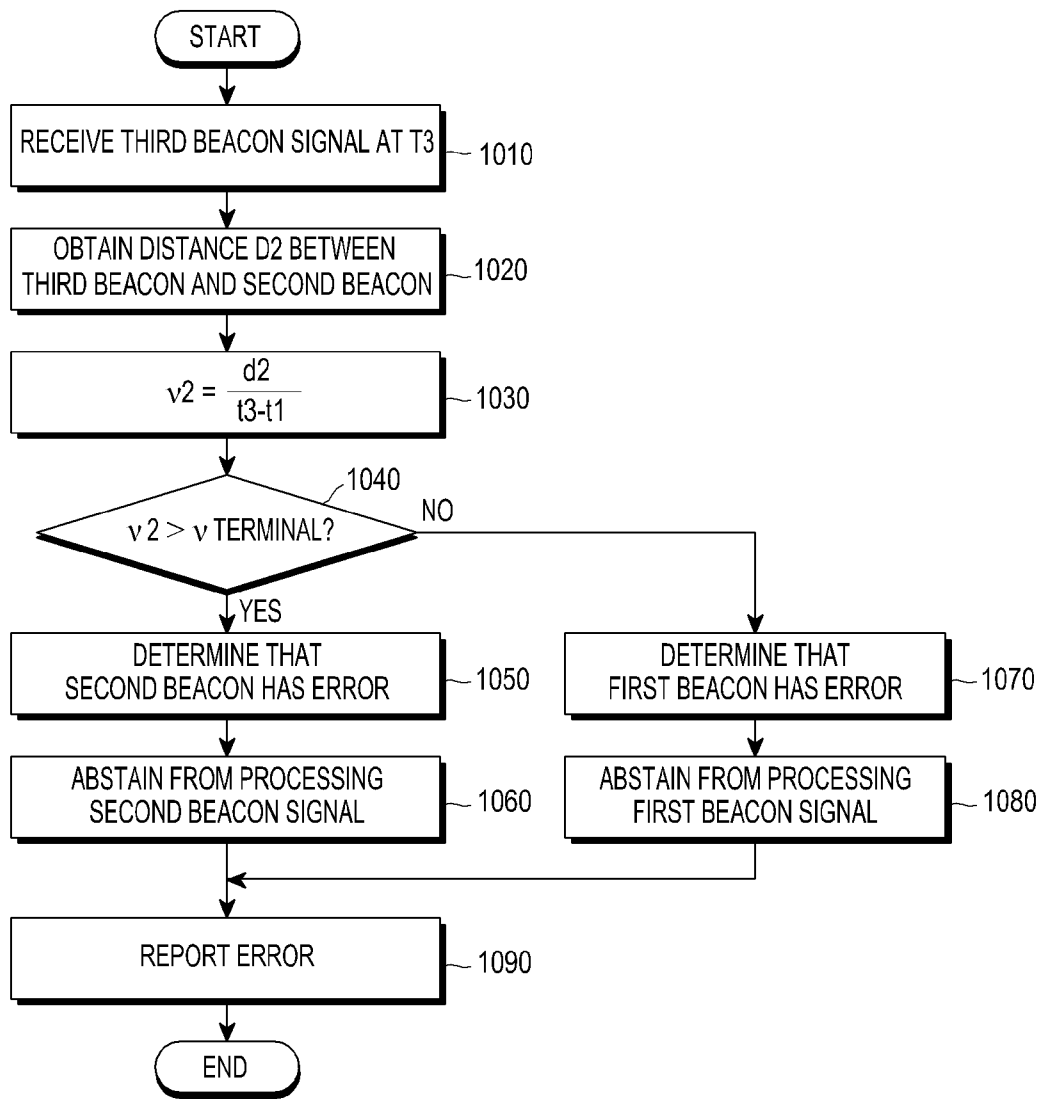 START
RECEIVE THIRD BEACON SIGNAL AT T3
1010
OBTAIN DISTANCE D2 BETWEEN
THIRD BEACON AND SECOND BEACON
1020
ν2 = d2
t3-t1
1030
1040
ν2 > ν TERMINAL?
NO
YES
DETERMINE THAT
SECOND BEACON HAS ERROR
1050
DETERMINE THAT
FIRST BEACON HAS ERROR
1070
ABSTAIN FROM PROCESSING
SECOND BEACON SIGNAL
1060
ABSTAIN FROM PROCESSING
FIRST BEACON SIGNAL
1080
REPORT ERROR
1090
END